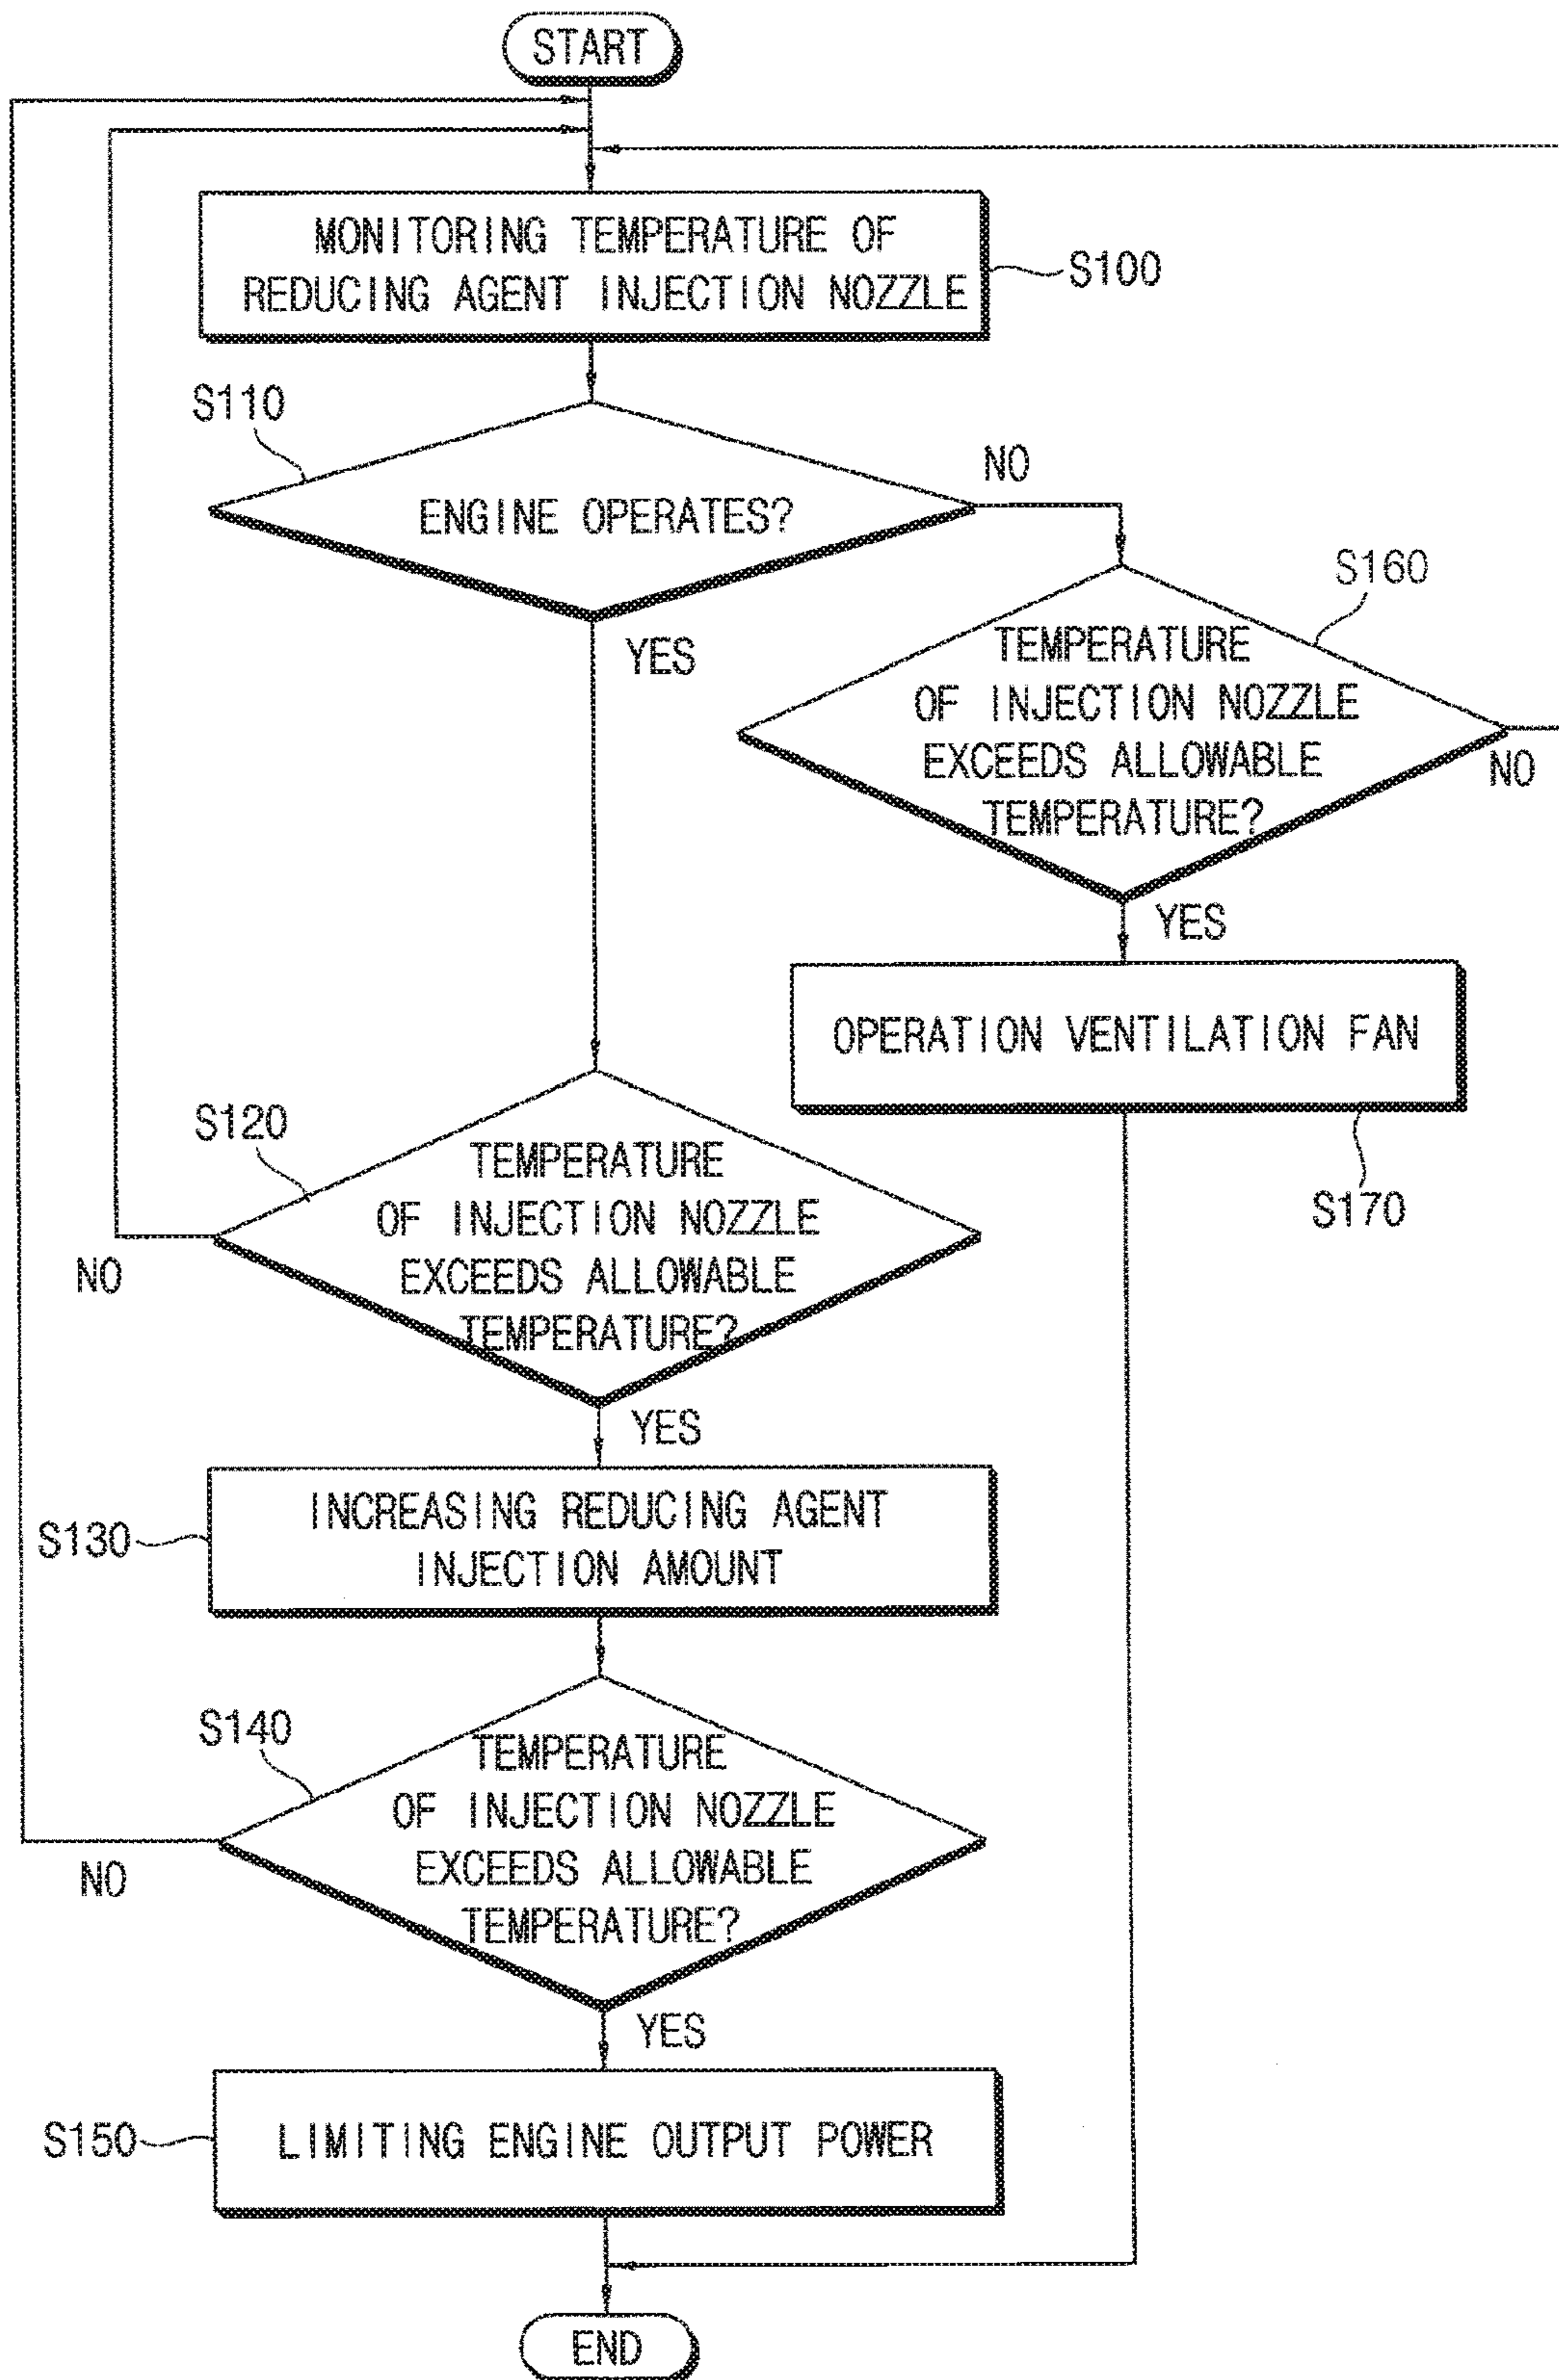 START
MONITORING TEMPERATURE OF
REDUCING AGENT INJECTION NOZZLE
S100
S110
ENGINE OPERATES?
NO
YES
S160
TEMPERATURE
OF INJECTION NOZZLE
EXCEEDS ALLOWABLE
TEMPERATURE?
NO
YES
OPERATION VENTILATION FAN
S170
S120
TEMPERATURE
OF INJECTION NOZZLE
EXCEEDS ALLOWABLE
TEMPERATURE?
NO
YES
S130
INCREASING REDUCING AGENT
INJECTION AMOUNT
S140
TEMPERATURE
OF INJECTION NOZZLE
EXCEEDS ALLOWABLE
TEMPERATURE?
NO
YES
S150
LIMITING ENGINE OUTPUT POWER
END